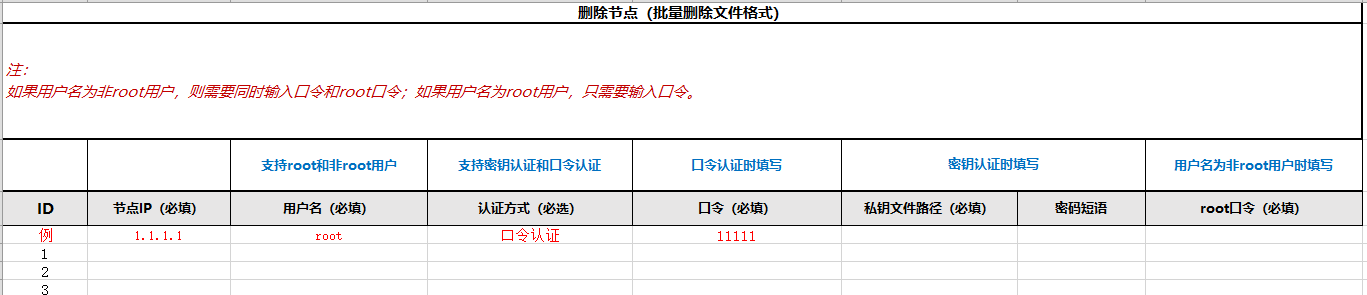 删除节点（批量删除文件格式）
注：
如果用户名为非root用户，则需要同时输入口令和root口令；如果用户名为root用户，只需要输入口令。
支持root和非root用户 支持密钥认证和口令认证 口令认证时填写 密钥认证时填写 用户名为非root用户时填写
ID 节点IP（必填） 用户名（必填） 认证方式（必选） 口令（必填） 私钥文件路径（必填） 密码短语 root口令（必填）
例 1.1.1.1 root 口令认证 11111
1
2
3